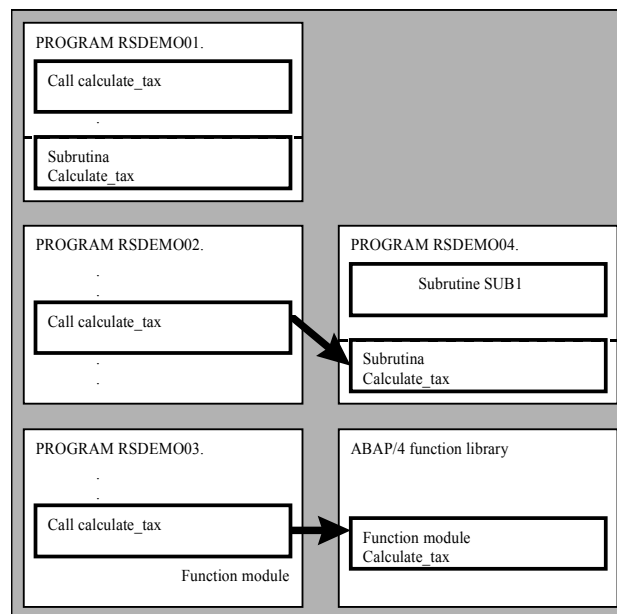 PROGRAM RSDEMO01.
Call calculate_tax
.
Subrutina
Calculate_tax
PROGRAM RSDEMO02.
.
.
Call calculate_tax
.
.
PROGRAM RSDEMO04.
Subrutine SUB1
Subrutina
Calculate_tax
PROGRAM RSDEMO03.
.
.
Call calculate_tax
Function module
ABAP/4 function library
Function module
Calculate_tax